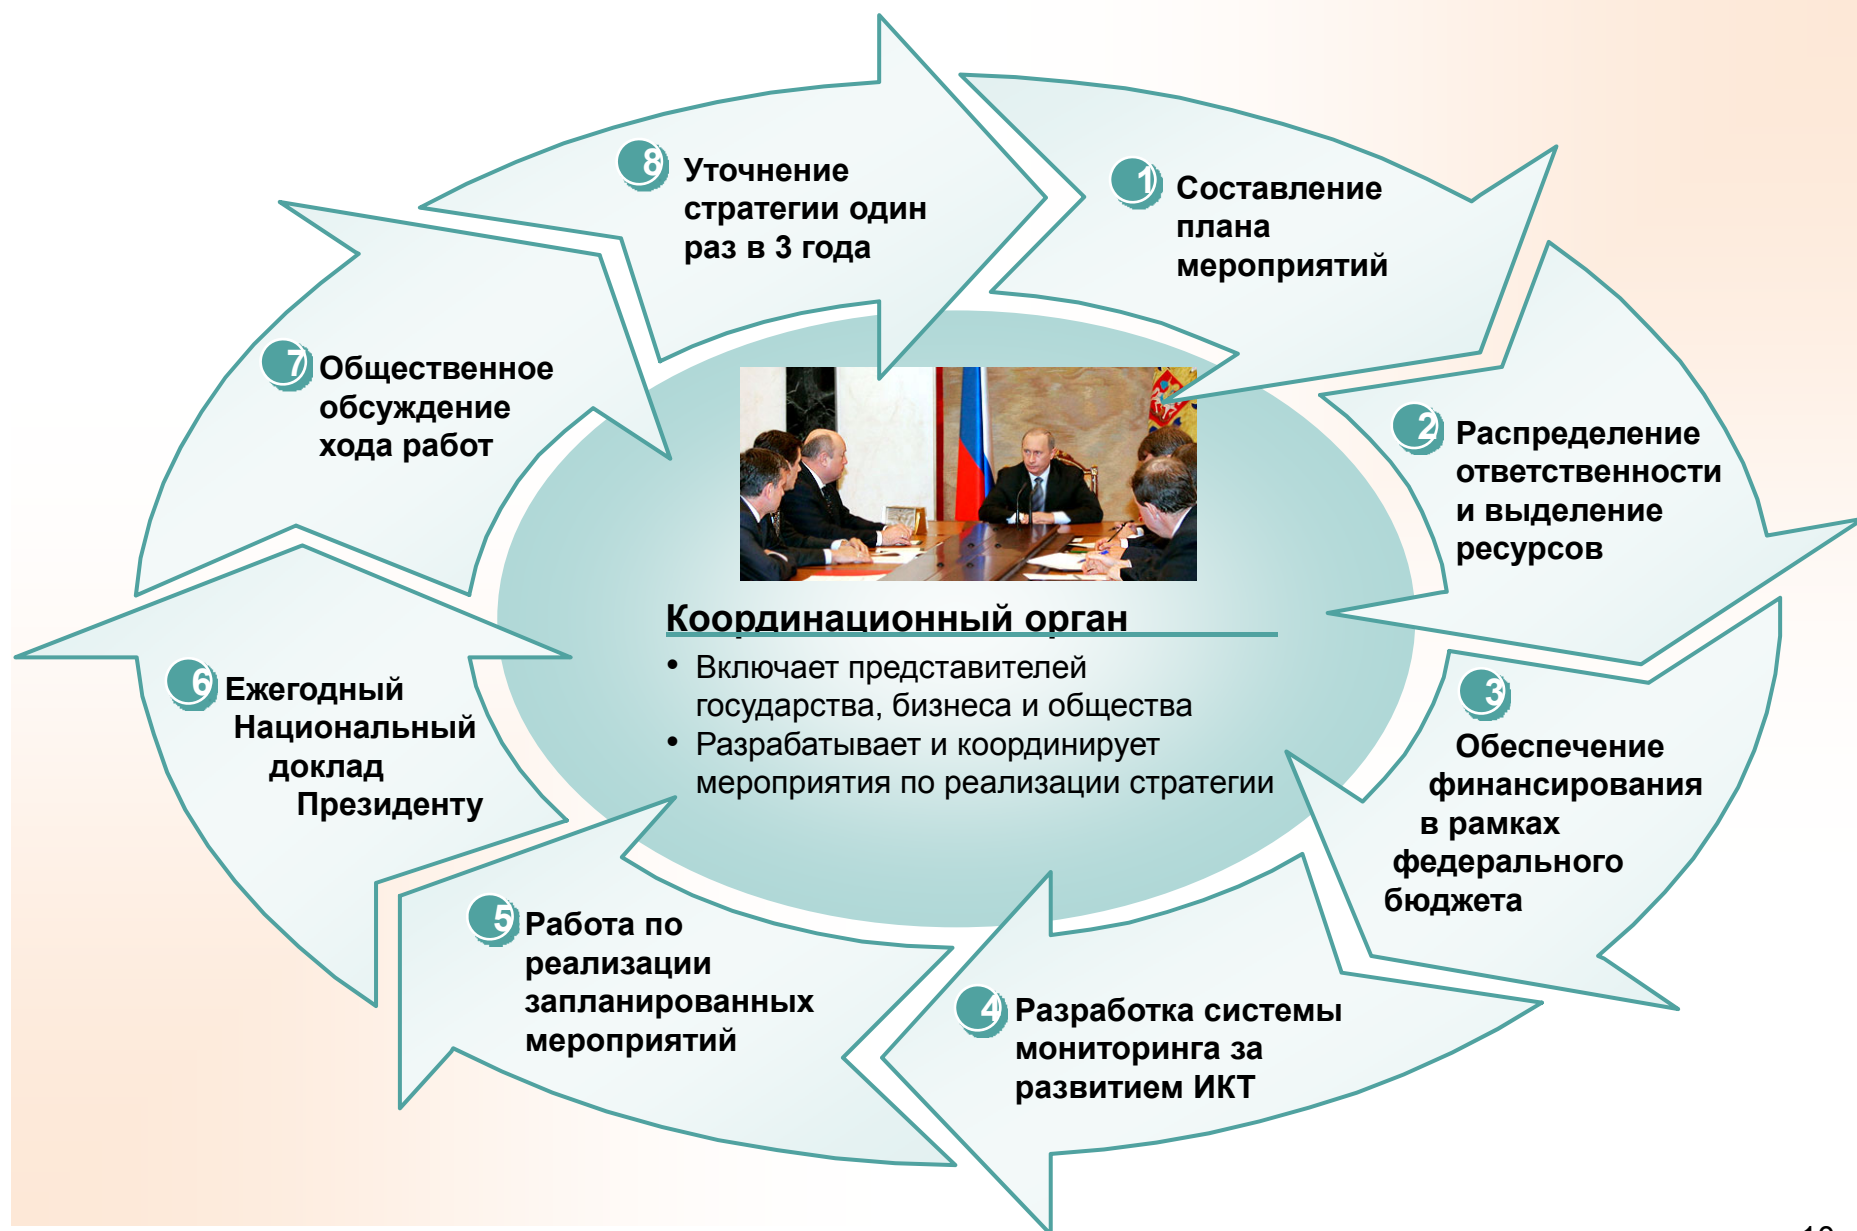 1 Составление
плана
мероприятий
2 Распределение
ответственности
и выделение
ресурсов
3
Обеспечение
финансирования
в рамках
федерального
бюджета
4 Разработка системы
мониторинга за
развитием ИКТ
5 Работа по
реализации
запланированных
мероприятий
6 Ежегодный
Национальный
доклад
Президенту
7 Общественное
обсуждение
хода работ
8 Уточнение
стратегии один
раз в 3 года
Координационный орган
• Включает представителей
государства, бизнеса и общества
• Разрабатывает и координирует
мероприятия по реализации стратегии